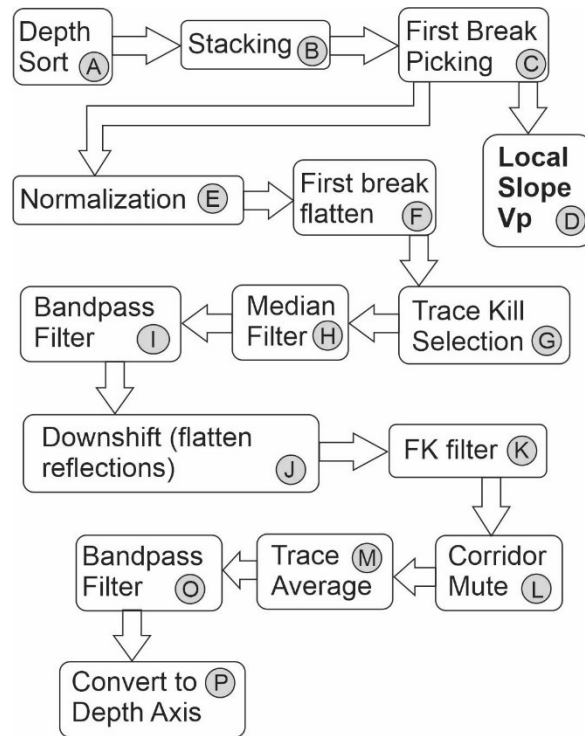 Depth
Sort A
Stacking B
First Break
Picking C
Local
Slope
Vp D
Normalization E
First break
flatten F
Trace Kill
Selection G
Median
Filter H
Bandpass
Filter I
Downshift (flatten
reflections) J
FK filter K
Corridor
Mute L
Trace M
Average
Bandpass
Filter O
Convert to P
Depth Axis